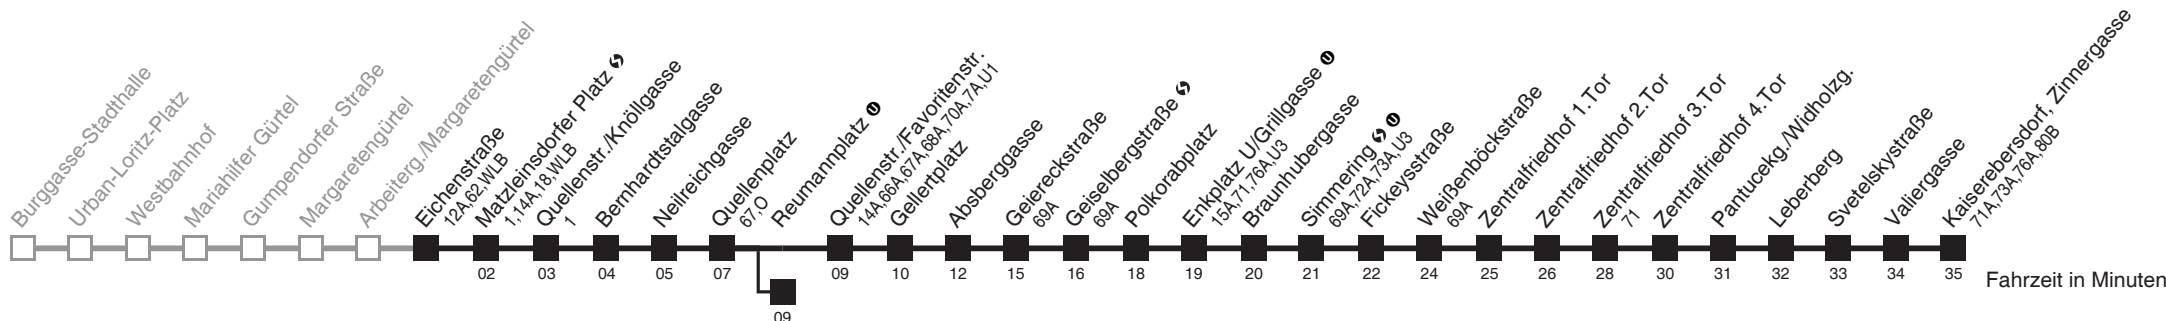 Burggasse-Stadthalle
Urban-Loritz-Platz
Westbahnhof
Mariahilfer Gürtel
Gumpendorfer Straße
Margaretengürtel
Arbeiterg./Margaretengürtel
Eichenstraße
12A,62,WLB
Matzleinsdorfer Platz S
1,14A,18,WLB
Quellenstr./Knöllgasse
1
Bernhardtstalgasse
Neilreichgasse
Quellenplatz
67,O
Reumannplatz U
Quellenstr./Favoritenstr.
14A,66A,67A,68A,70A,7A,U1
Gellertplatz
Absberggasse
Geiereckstraße
69A
Geiselbergstraße S
69A
Polkorabplatz
Enkplatz U/Grillgasse U
15A,71,76A,U3
Braunhubergasse
Simmering S U
69A,72A,73A,U3
Fickeysstraße
Weißenböckstraße
69A
Zentralfriedhof 1.Tor
Zentralfriedhof 2.Tor
Zentralfriedhof 3.Tor
71
Zentralfriedhof 4.Tor
Pantucekg./Widholzg.
Leberberg
Svetelskystraße
Valiergasse
Kaiserebersdorf, Zinnergasse
71A,73A,76A,80B
02 03 04 05 07 09 10 12 15 16 18 19 20 21 22 24 25 26 28 30 31 32 33 34 35
Fahrzeit in Minuten
09